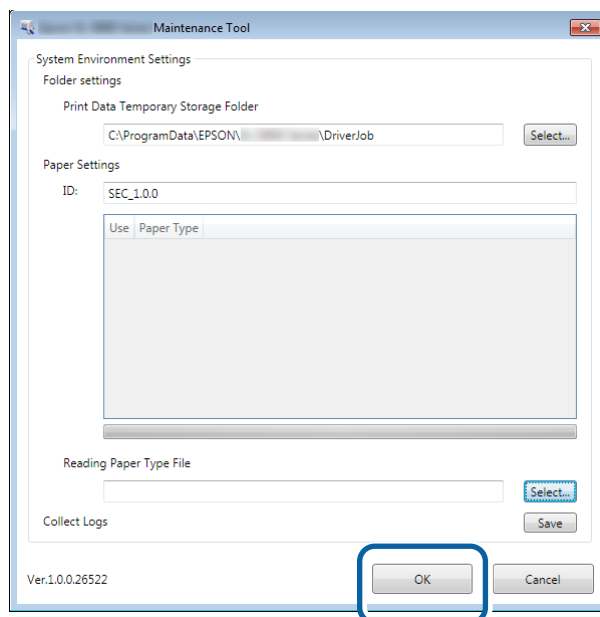 Maintenance Tool
System Environment Settings
Folder settings
Print Data Temporary Storage Folder
C:\ProgramData\EPSON\ \DriverJob
Select...
Paper Settings
ID:
SEC_1.0.0
Use Paper Type
Reading Paper Type File
Select...
Collect Logs
Save
Ver.1.0.0.26522
OK
Cancel